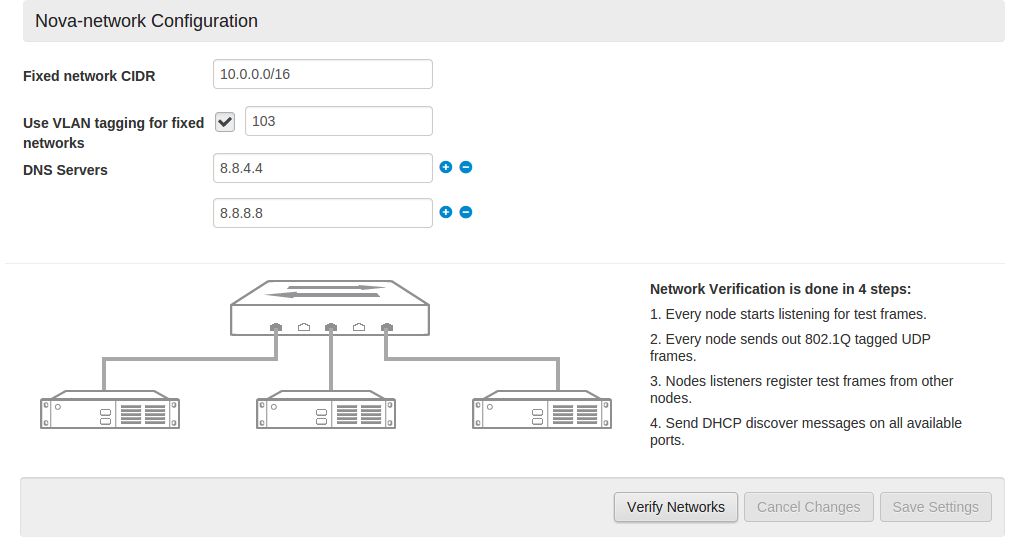 Nova-network Configuration
Fixed network CIDR
10.0.0.0/16
Use VLAN tagging for fixed
networks
103
DNS Servers
8.8.4.4
8.8.8.8
Network Verification is done in 4 steps:
1. Every node starts listening for test frames.
2. Every node sends out 802.1Q tagged UDP
frames.
3. Nodes listeners register test frames from other
nodes.
4. Send DHCP discover messages on all available
ports.
Verify Networks
Cancel Changes
Save Settings